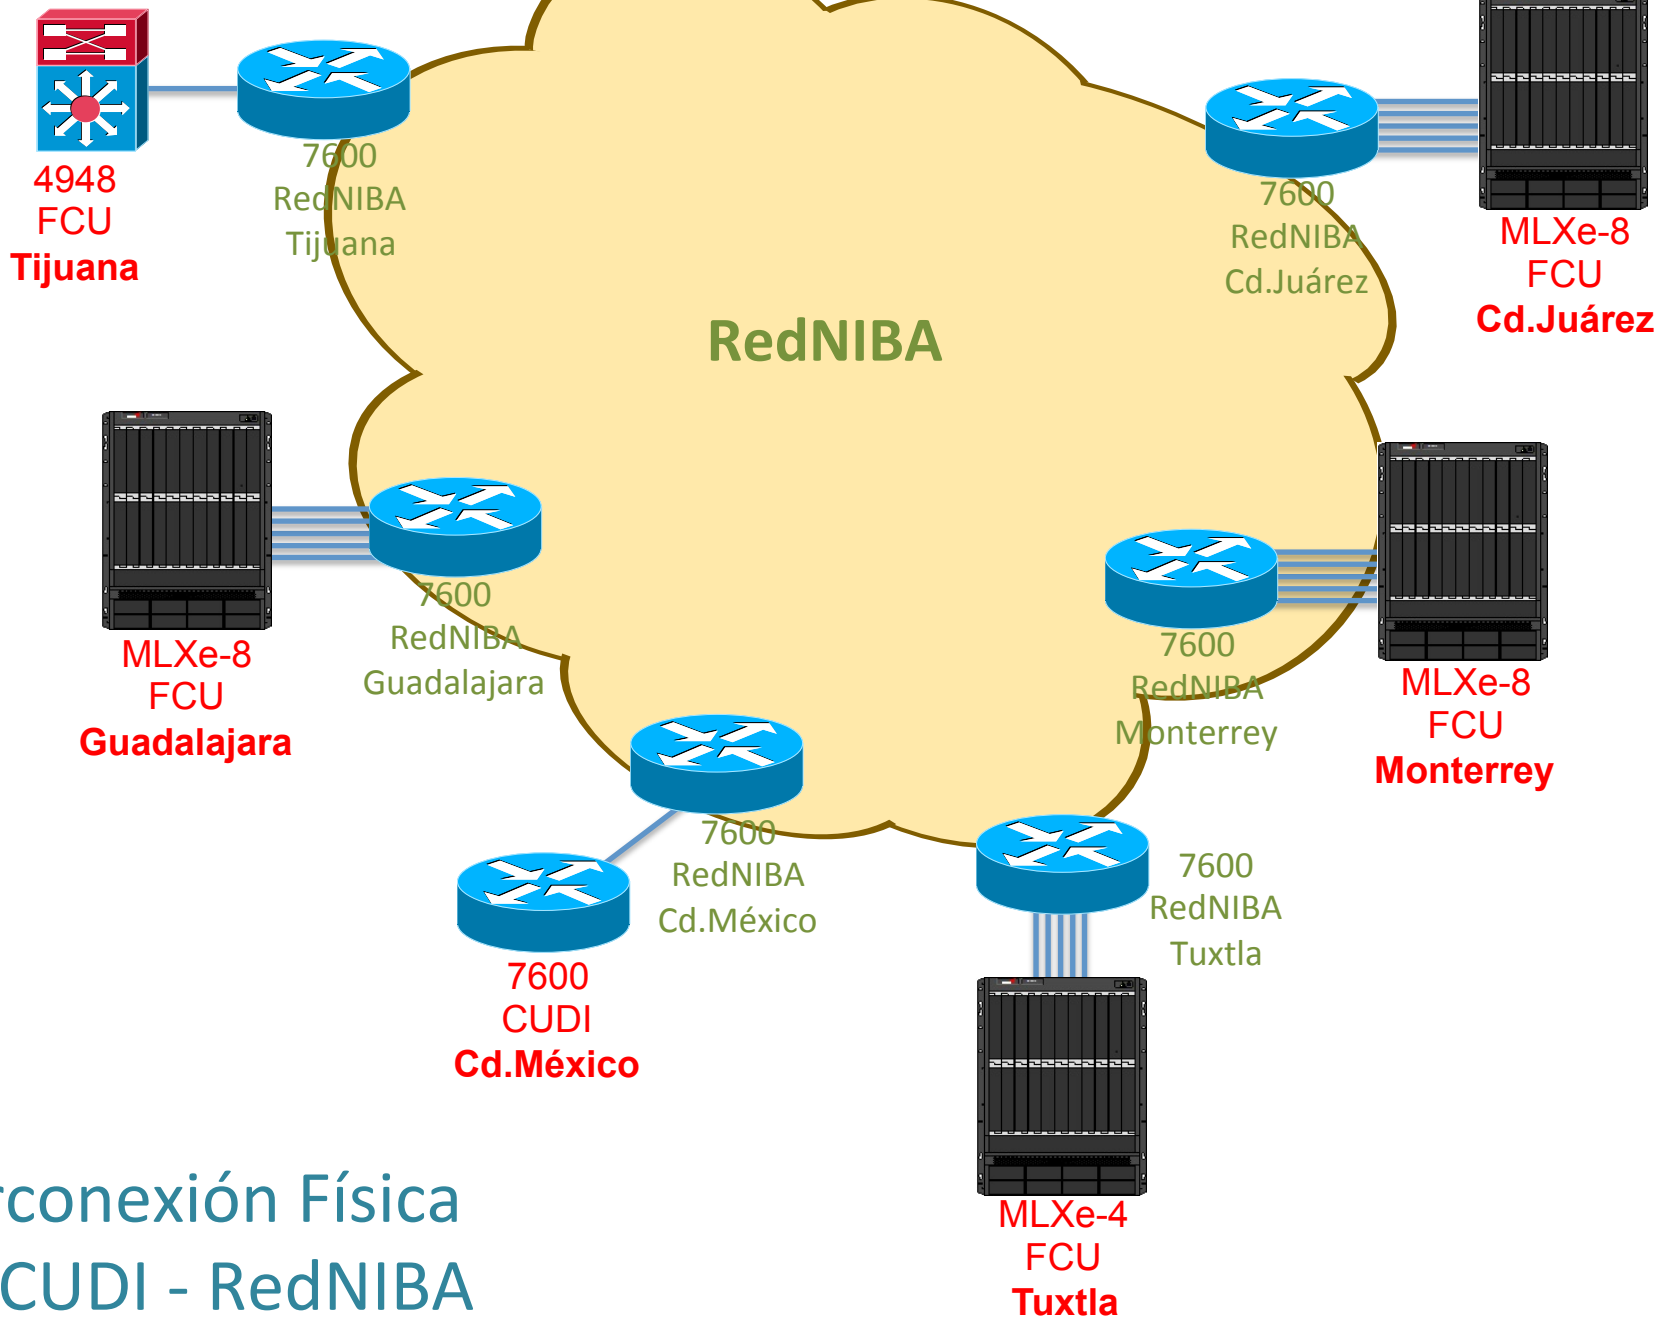 4948
FCU
Tijuana
7600
RedNIBA
Tijuana
7600
RedNIBA
Cd.Juárez
MLXe-8
FCU
Cd.Juárez
RedNIBA
MLXe-8
FCU
Guadalajara
7600
RedNIBA
Guadalajara
7600
RedNIBA
Monterrey
MLXe-8
FCU
Monterrey
7600
RedNIBA
Cd.México
7600
CUDI
Cd.México
7600
RedNIBA
Tuxtla
MLXe-4
FCU
Tuxtla
rconexión Física
CUDI - RedNIBA